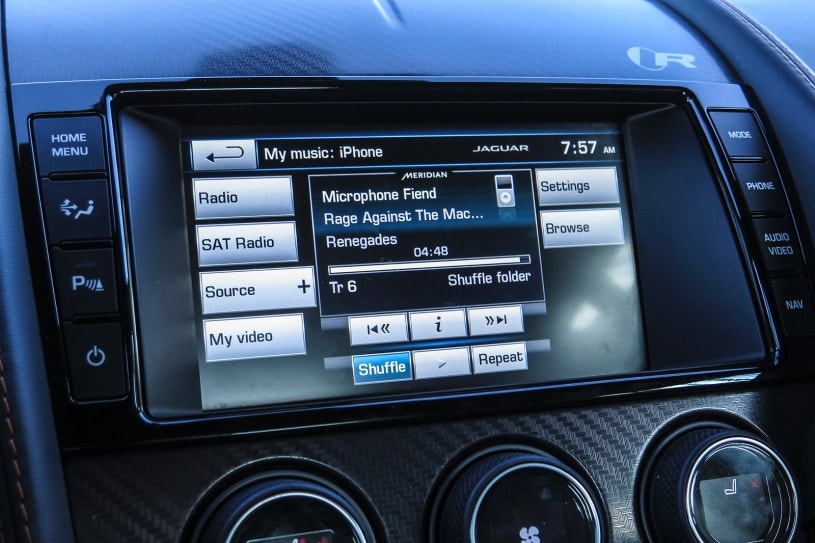 R
HOME
MENU
P
My music: iPhone
JAGUAR
7:57 AM
MERIDIAN
Radio
SAT Radio
Source +
My video
Microphone Fiend
Rage Against The Mac...
Renegades
04:48
Tr 6
Shuffle folder
i
Shuffle
Repeat
Settings
Browse
MODE
PHONE
AUDIO
VIDEO
NAV